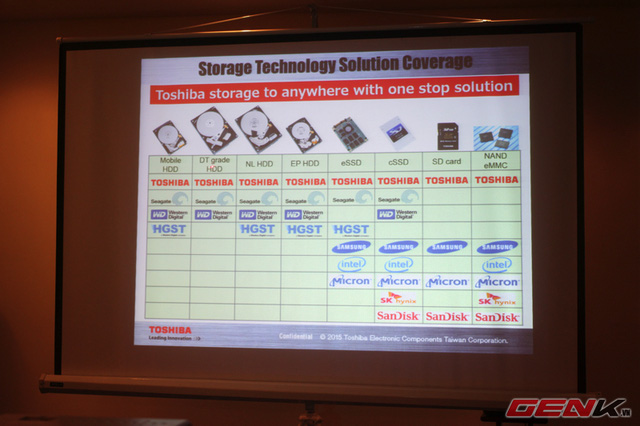 Storage Technology Solution Coverage
Toshiba storage to anywhere with one stop solution
Mobile HDD DT grade HDD NL HDD EP HDD eSSD cSSD SD card NAND eMMC
TOSHIBA TOSHIBA TOSHIBA TOSHIBA TOSHIBA TOSHIBA TOSHIBA TOSHIBA
Seagate Seagate Seagate Seagate Seagate Seagate
WD Western Digital WD Western Digital WD Western Digital WD Western Digital WD Western Digital
HGST HGST HGST HGST
SAMSUNG SAMSUNG SAMSUNG SAMSUNG
intel intel intel
Micron Micron Micron Micron
SK hynix SK hynix
SanDisk SanDisk SanDisk
TOSHIBA
Leading Innovation
Confidential © 2015 Toshiba Electronic Components Taiwan Corporation.
GENK.VN